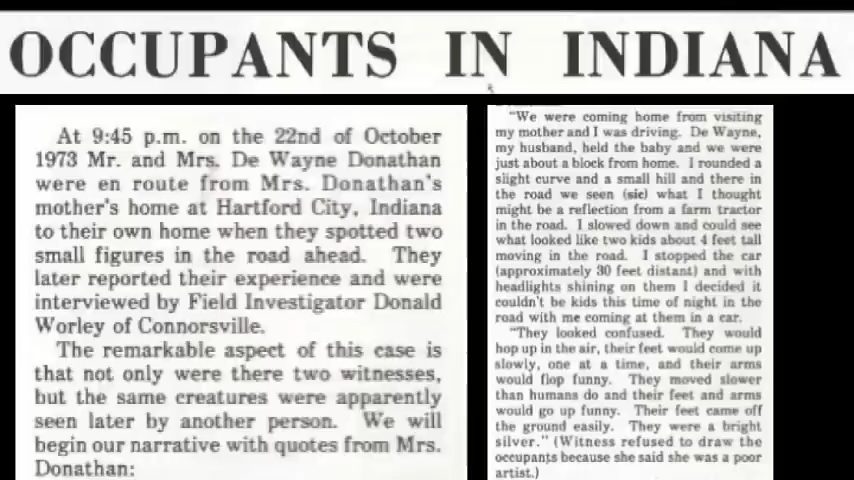 OCCUPANTS IN INDIANA
At 9:45 p.m. on the 22nd of October
1973 Mr. and Mrs. De Wayne Donathan
were en route from Mrs. Donathan's
mother's home at Hartford City, Indiana
to their own home when they spotted two
small figures in the road ahead. They
later reported their experience and were
interviewed by Field Investigator Donald
Worley of Connorsville.
The remarkable aspect of this case is
that not only were there two witnesses,
but the same creatures were apparently
seen later by another person. We will
begin our narrative with quotes from Mrs.
Donathan:
"We were coming home from visiting
my mother and I was driving. De Wayne,
my husband, held the baby and we were
just about a block from home. I rounded a
slight curve and a small hill and there in
the road we seen (sic) what I thought
might be a reflection from a farm tractor
in the road. I slowed down and could see
what looked like two kids about 4 feet tall
moving in the road. I stopped the car
(approximately 30 feet distant) and with
headlights shining on them I decided it
couldn't be kids this time of night in the
road with me coming at them in a car.
"They looked confused. They would
hop up in the air, their feet would come up
slowly, one at a time, and their arms
would flop funny. They moved slower
than humans do and their feet and arms
would go up funny. Their feet came off
the ground easily. They were a bright
silver." (Witness refused to draw the
occupants because she said she was a poor
artist.)